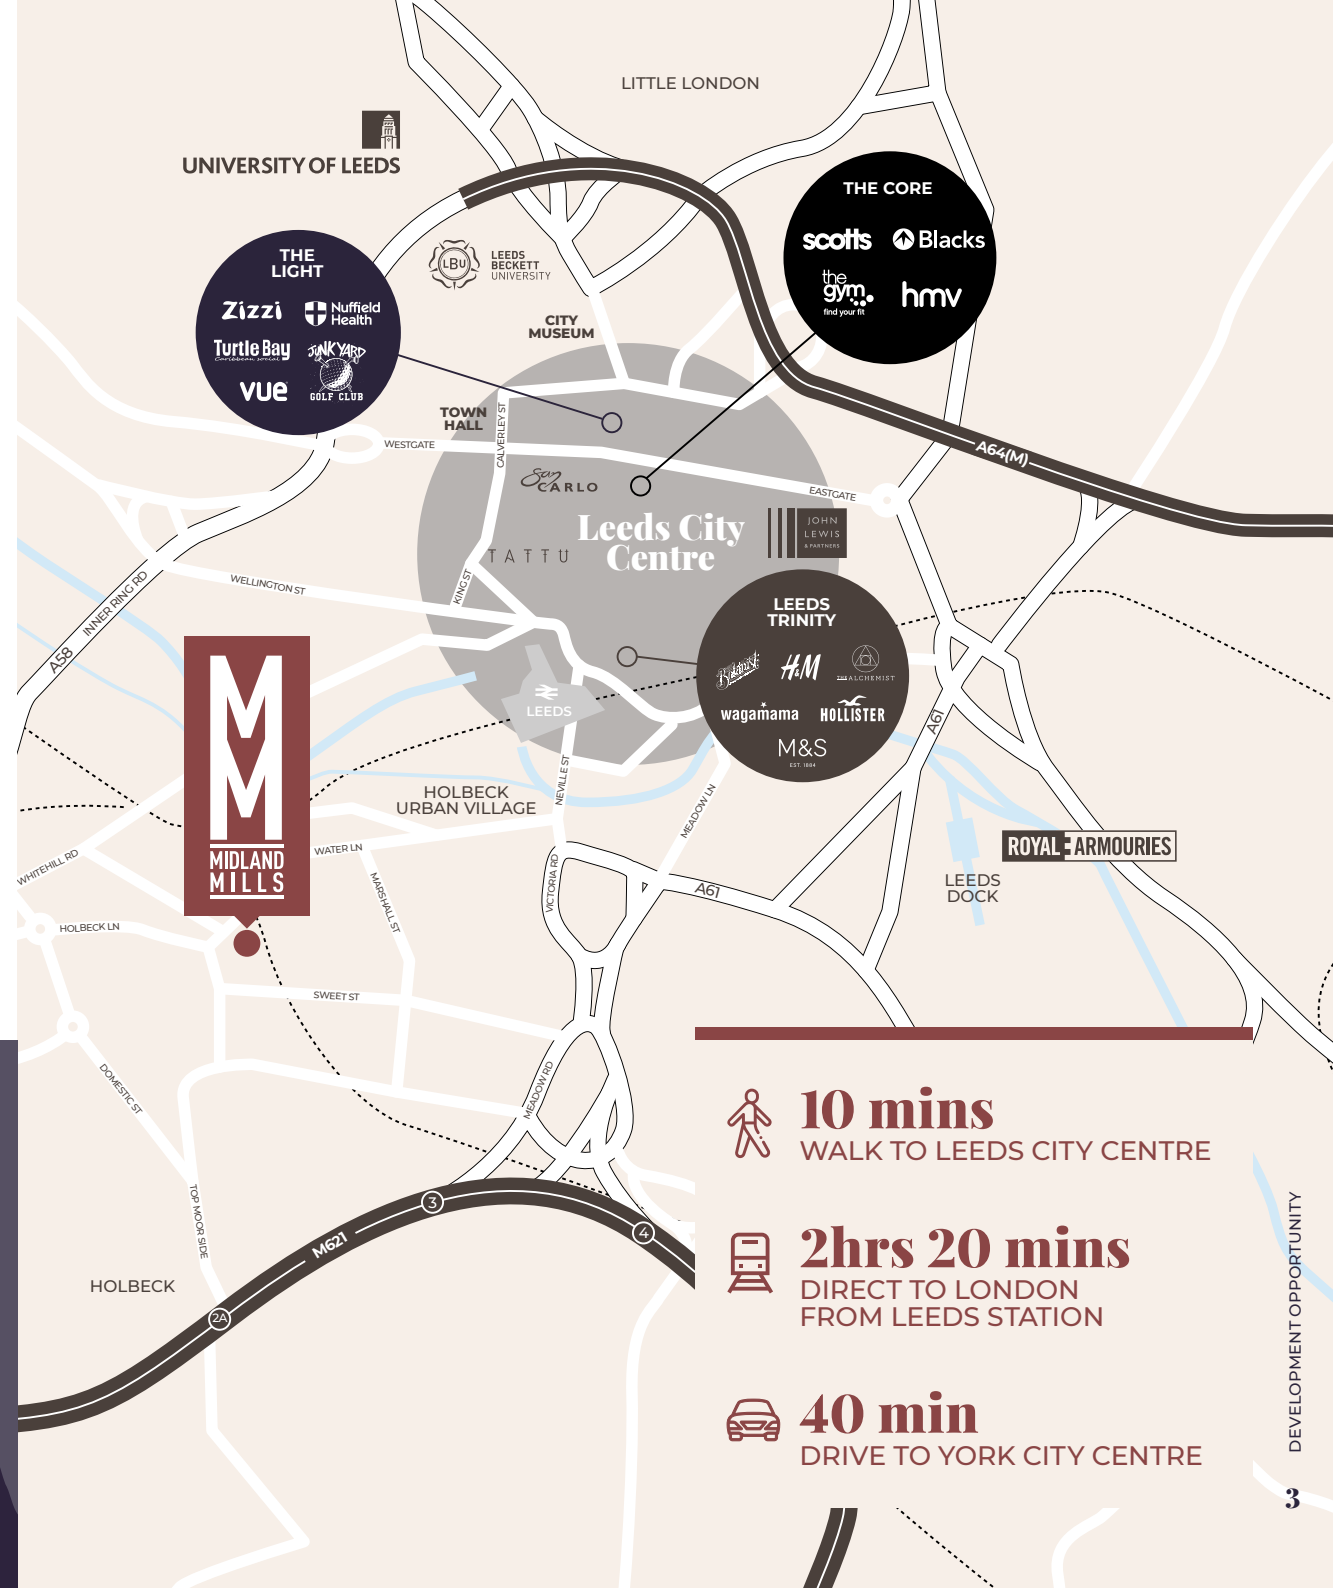 LITTLE LONDON
UNIVERSITY OF LEEDS
THE CORE
scotts
Blacks
the
gym
find your fit
hmv
THE
LIGHT
Zizzi
Nuffield
Health
Turtle Bay
Caribbean social
JUNKYARD
GOLF CLUB
vue
LBU
LEEDS
BECKETT
UNIVERSITY
CITY
MUSEUM
TOWN
HALL
WESTGATE
CALVERLEY ST
A64(M)
EASTGATE
San
CARLO
Leeds City
Centre
JOHN
LEWIS
& PARTNERS
TATTU
KING ST
WELLINGTON ST
INNER RING RD
A58
LEEDS
TRINITY
Botanist
H&M
THE ALCHEMIST
wagamama
HOLLISTER
M&S
EST. 1884
LEEDS
A61
MM
MIDLAND
MILLS
HOLBECK
URBAN VILLAGE
NEVILLE ST
MEADOW LN
WATER LN
WHITEHILL RD
MARSHALL ST
VICTORIA RD
A61
ROYAL ARMOURIES
LEEDS
DOCK
HOLBECK LN
SWEET ST
DOMESTIC ST
MEADOW RD
TOP MOOR SIDE
3
4
M621
2A
HOLBECK
10 mins
WALK TO LEEDS CITY CENTRE
2hrs 20 mins
DIRECT TO LONDON
FROM LEEDS STATION
40 min
DRIVE TO YORK CITY CENTRE
DEVELOPMENT OPPORTUNITY
3